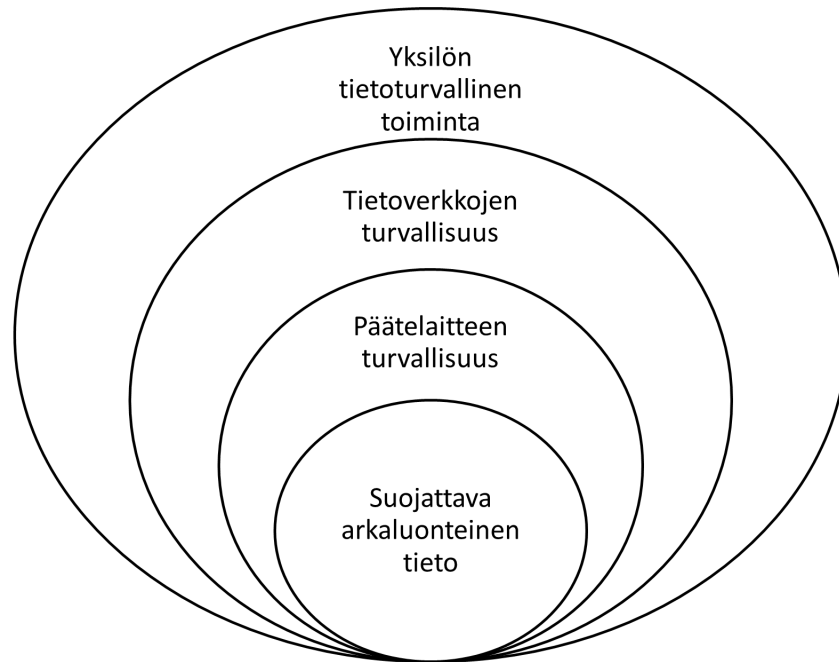 Yksilön
tietoturvallinen
toiminta
Tietoverkkojen
turvallisuus
Päätelaitteen
turvallisuus
Suojattava
arkaluonteinen
tieto